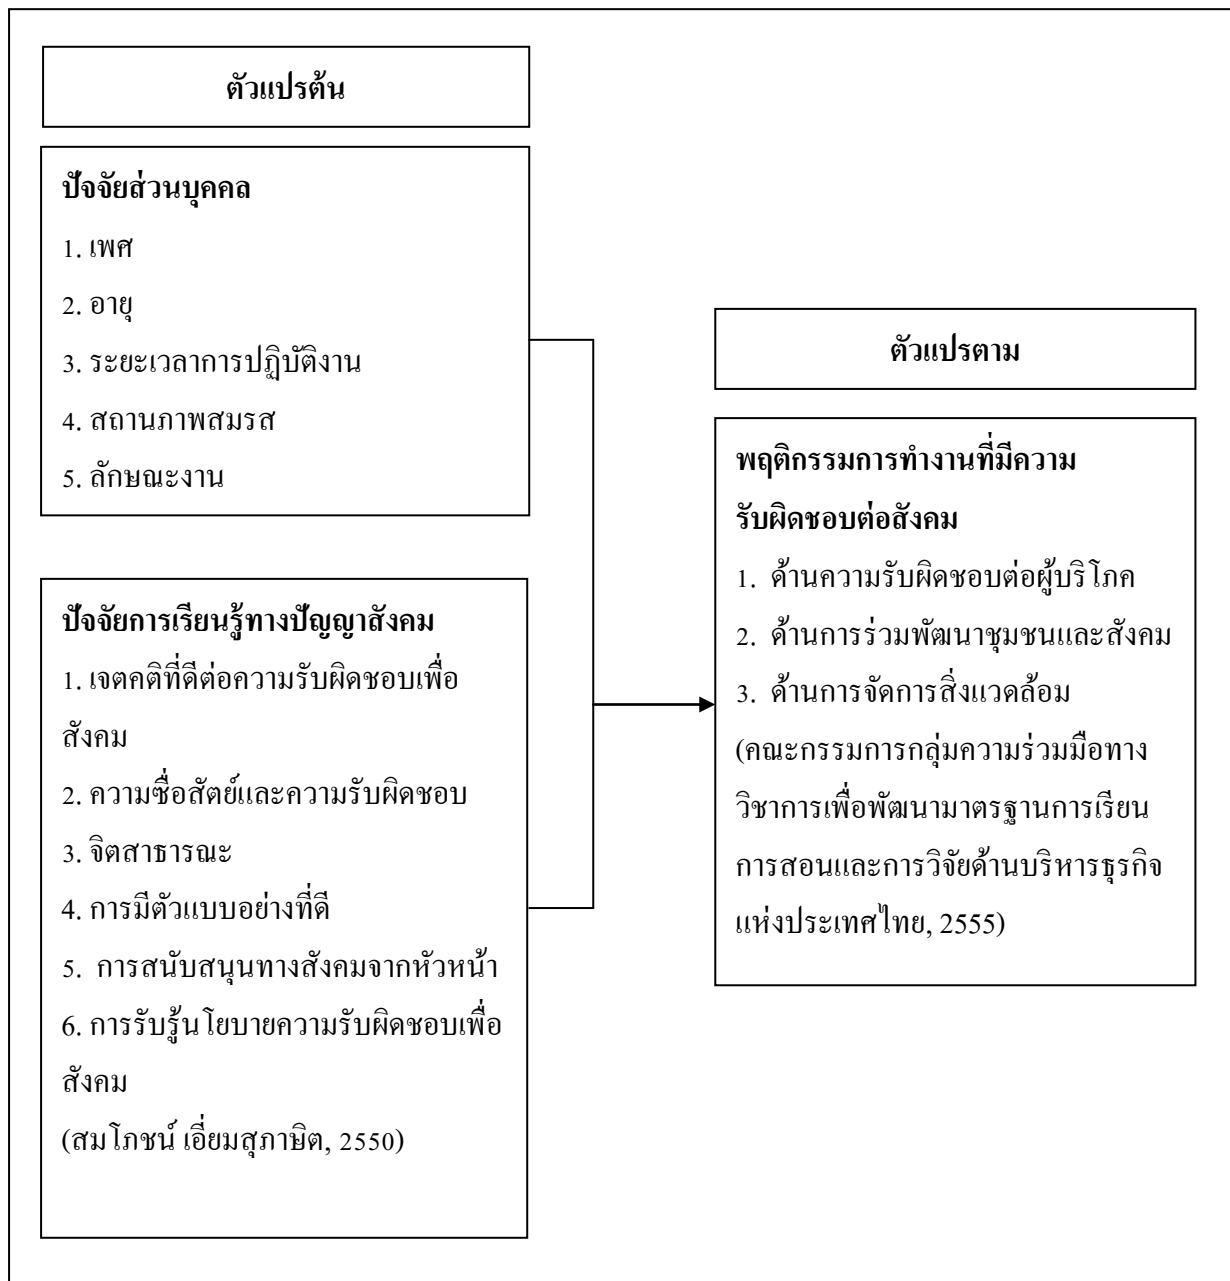 ตัวแปรต้น
ปัจจัยส่วนบุคคล
1. เพศ
2. อายุ
3. ระยะเวลาการปฏิบัติงาน
4. สถานภาพสมรส
5. ลักษณะงาน
ปัจจัยการเรียนรู้ทางปัญญาสังคม
1. เจตคติที่ดีต่อความรับผิดชอบเพื่อ
สังคม
2. ความซื่อสัตย์และความรับผิดชอบ
3. จิตสาธารณะ
4. การมีตัวแบบอย่างที่ดี
5. การสนับสนุนทางสังคมจากหัวหน้า
6. การรับรู้นโยบายความรับผิดชอบเพื่อ
สังคม
(สมโภชน์ เอี่ยมสุภาษิต, 2550)
ตัวแปรตาม
พฤติกรรมการทำงานที่มีความ
รับผิดชอบต่อสังคม
1. ด้านความรับผิดชอบต่อผู้บริโภค
2. ด้านการร่วมพัฒนาชุมชนและสังคม
3. ด้านการจัดการสิ่งแวดล้อม
(คณะกรรมการกลุ่มความร่วมมือทาง
วิชาการเพื่อพัฒนามาตรฐานการเรียน
การสอนและการวิจัยด้านบริหารธุรกิจ
แห่งประเทศไทย, 2555)